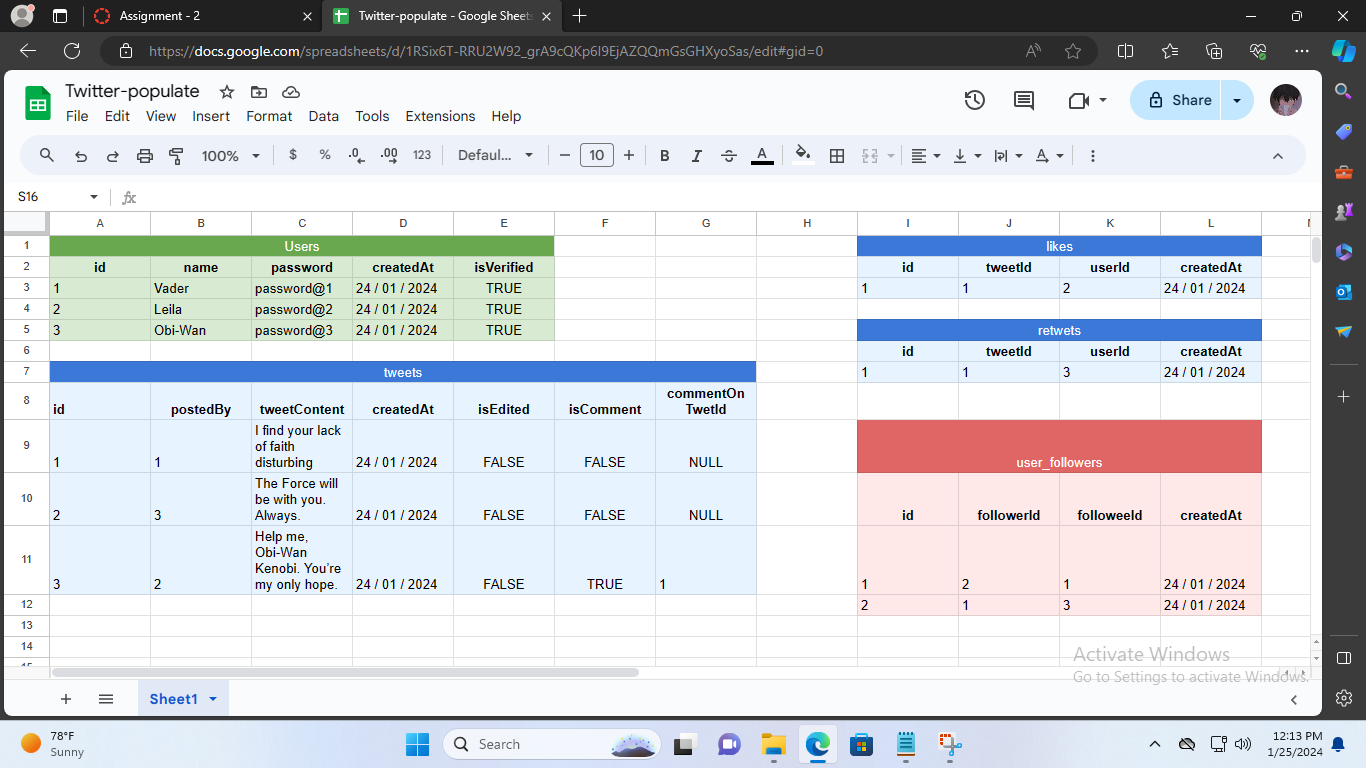 Assignment - 2
Twitter-populate - Google Sheets
https://docs.google.com/spreadsheets/d/1RSix6T-RRU2W92_grA9cQKp6I9EjAZQQmGsGHXyoSas/edit#gid=0
Twitter-populate
File Edit View Insert Format Data Tools Extensions Help
Share
100% $ % .0 .00 123 Defaul... 10 B I A
S16 fx
A B C D E F G H I J K L
1 Users likes
2 id name password createdAt isVerified id tweetId userId createdAt
3 1 Vader password@1 24 / 01 / 2024 TRUE 1 1 2 24 / 01 / 2024
4 2 Leila password@2 24 / 01 / 2024 TRUE
5 3 Obi-Wan password@3 24 / 01 / 2024 TRUE retwets
6 id tweetId userId createdAt
7 tweets 1 1 3 24 / 01 / 2024
8 id postedBy tweetContent createdAt isEdited isComment commentOn
TwetId
9 1 1 I find your lack
of faith
disturbing 24 / 01 / 2024 FALSE FALSE NULL user_followers
10 2 3 The Force will
be with you.
Always. 24 / 01 / 2024 FALSE FALSE NULL id followerId followeeId createdAt
11 3 2 Help me,
Obi-Wan
Kenobi. You're
my only hope. 24 / 01 / 2024 FALSE TRUE 1 1 2 1 24 / 01 / 2024
12 2 1 3 24 / 01 / 2024
13
14
15
Activate Windows
Go to Settings to activate Windows.
Sheet1
78°F
Sunny
Search
12:13 PM
1/25/2024